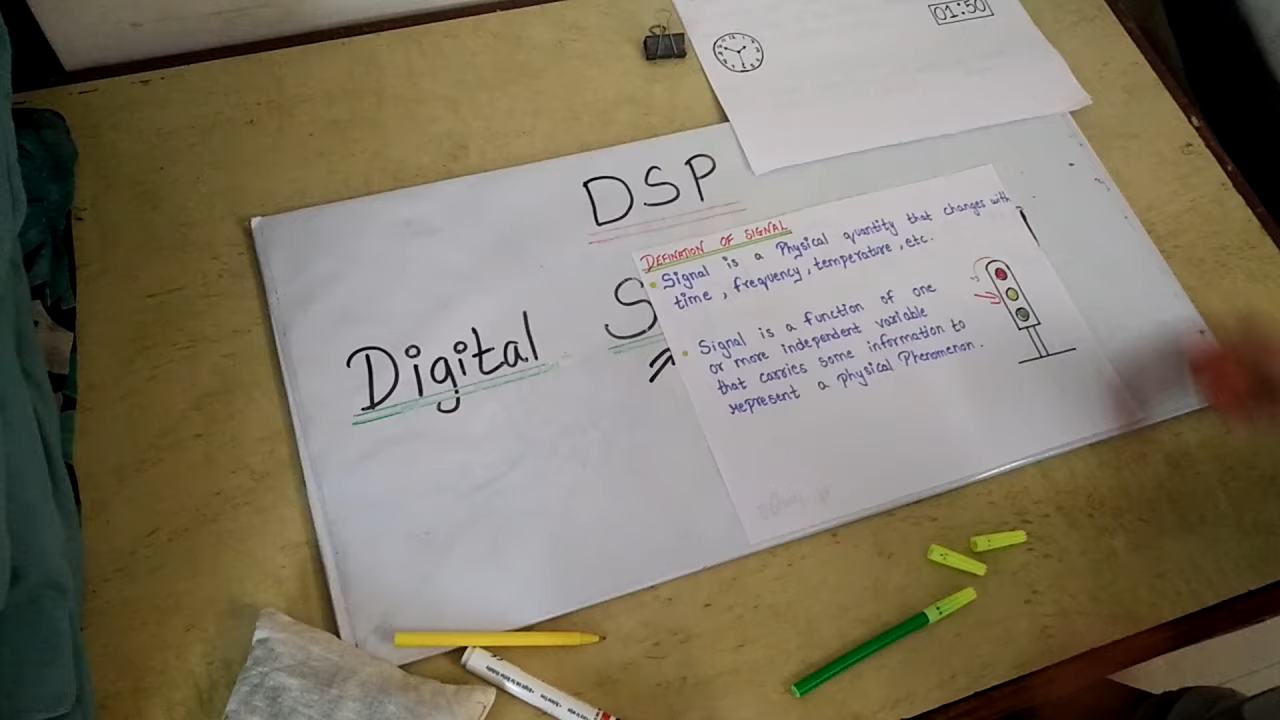 01:50
DSP
DEFINATION OF SIGNAL
Signal is a Physical quantity that changes with
time, frequency, temperature, etc.
Digital S
Signal is a function of one
or more independent variable
that carries some information to
represent a physical Phenomenon.